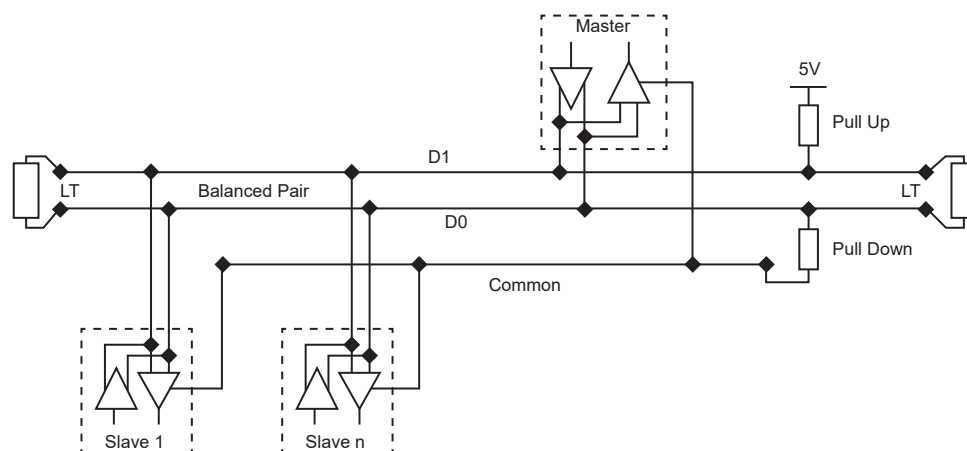 Master
5V
Pull Up
D1
LT
Balanced Pair
LT
D0
Pull Down
Common
Slave 1
Slave n